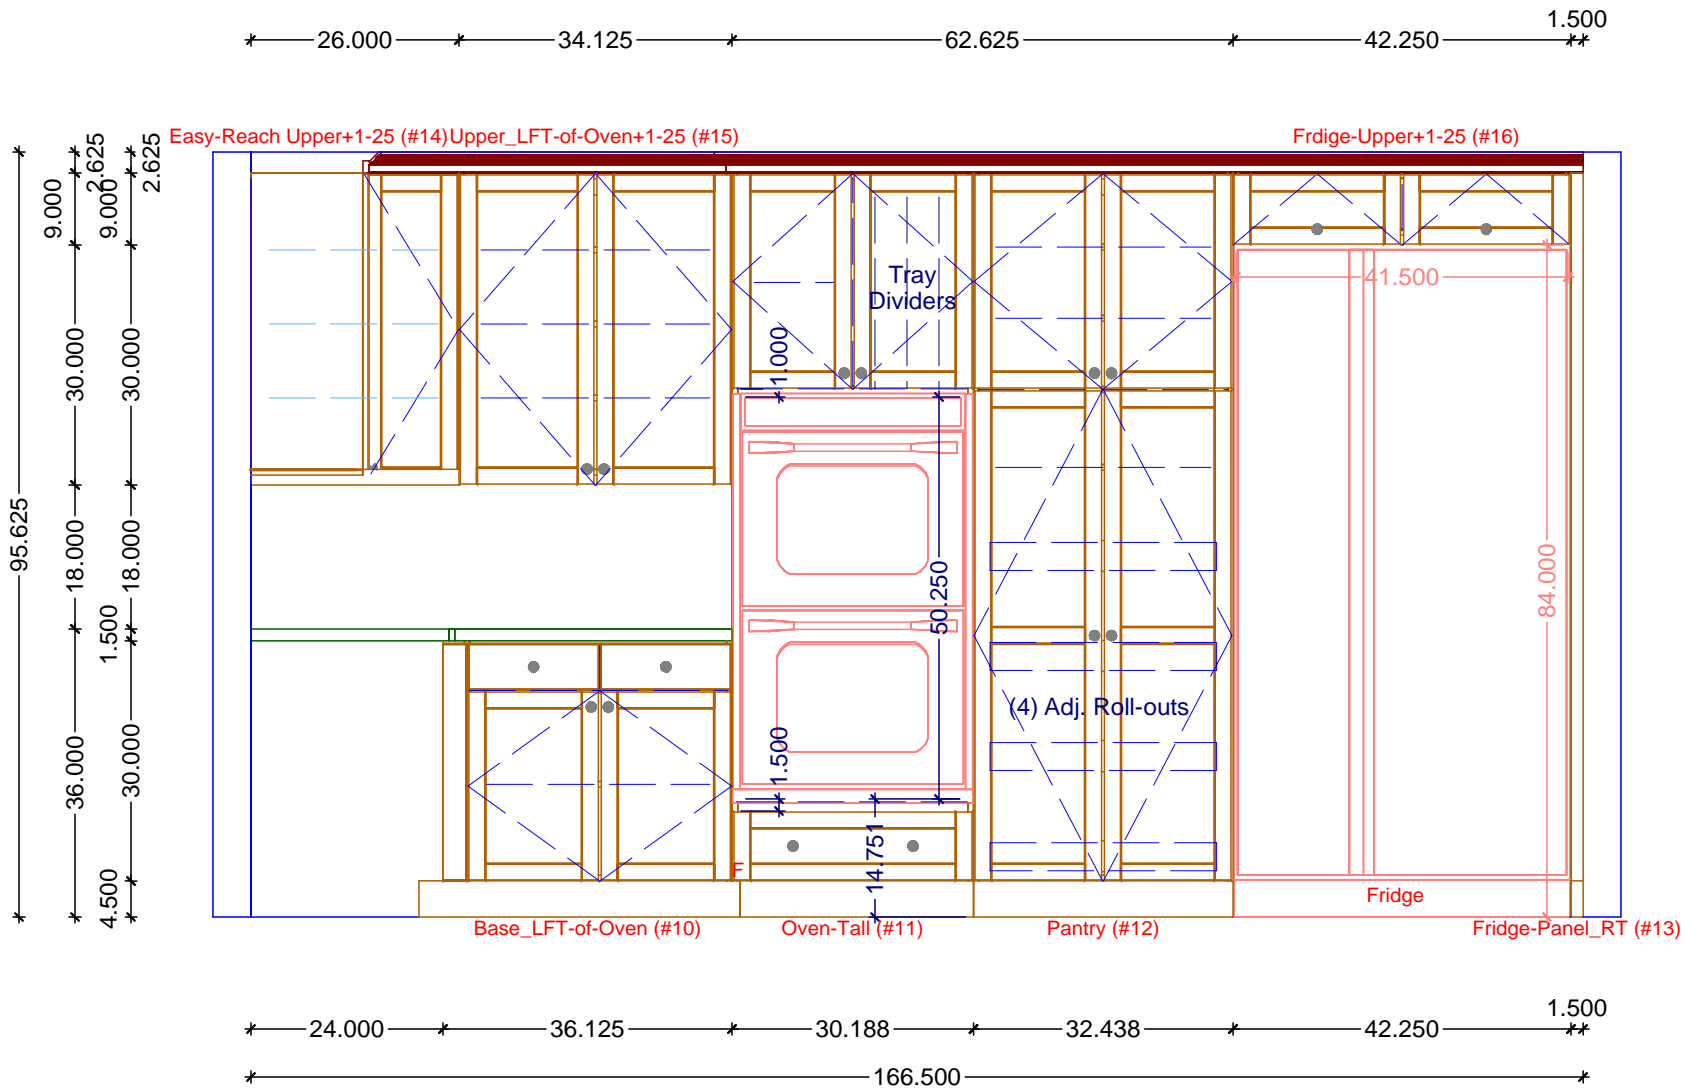 1.500
26.000
34.125
62.625
42.250
Easy-Reach Upper+1-25 (#14)
Upper_LFT-of-Oven+1-25 (#15)
Frdige-Upper+1-25 (#16)
2.625
2.625
9.000
9.000
Tray
Dividers
41.500
1.000
30.000
30.000
95.625
18.000
18.000
50.250
84.000
1.500
(4) Adj. Roll-outs
36.000
30.000
1.500
14.751
F
4.500
Fridge
Base_LFT-of-Oven (#10)
Oven-Tall (#11)
Pantry (#12)
Fridge-Panel_RT (#13)
1.500
24.000
36.125
30.188
32.438
42.250
166.500